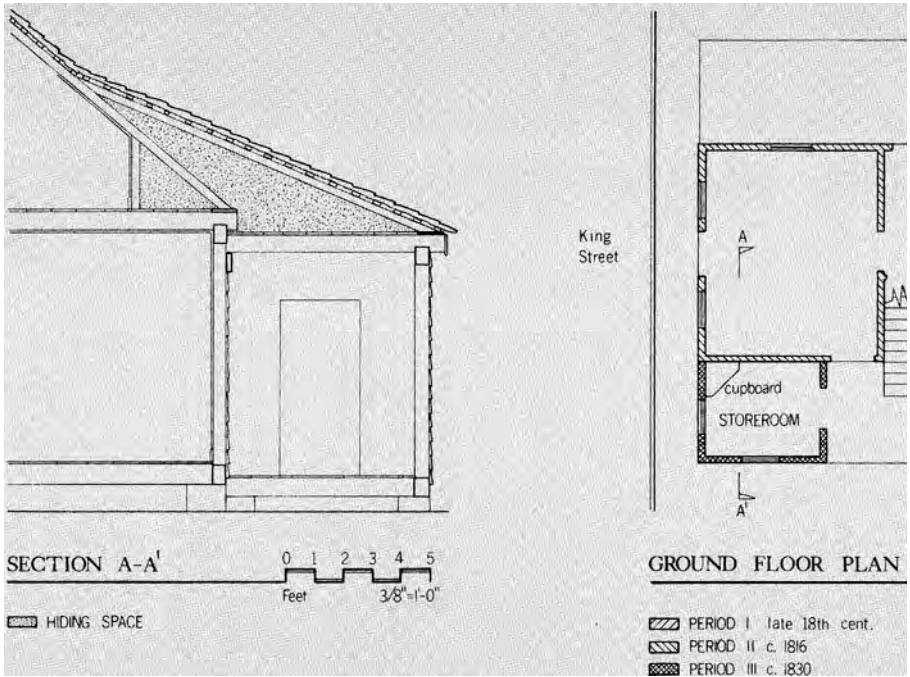 King
Street
A
cupboard
STOREROOM
A'
SECTION A-A'
0 1 2 3 4 5
Feet 3/8"=1'-0"
HIDING SPACE
GROUND FLOOR PLAN
PERIOD I late 18th cent.
PERIOD II c. 1816
PERIOD III c. 1830